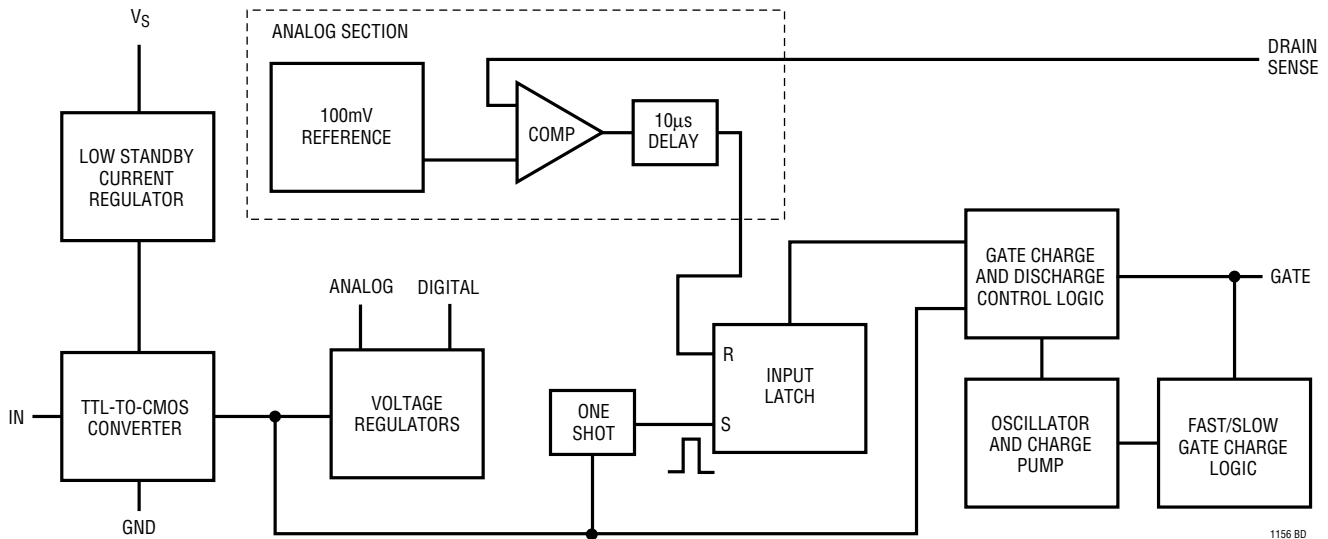 V_S
ANALOG SECTION
DRAIN
SENSE
100mV
REFERENCE
COMP
10µs
DELAY
LOW STANDBY
CURRENT
REGULATOR
GATE CHARGE
AND DISCHARGE
CONTROL LOGIC
GATE
ANALOG
DIGITAL
R
INPUT
LATCH
S
IN
TTL-TO-CMOS
CONVERTER
VOLTAGE
REGULATORS
ONE
SHOT
OSCILLATOR
AND CHARGE
PUMP
FAST/SLOW
GATE CHARGE
LOGIC
GND
1156 BD